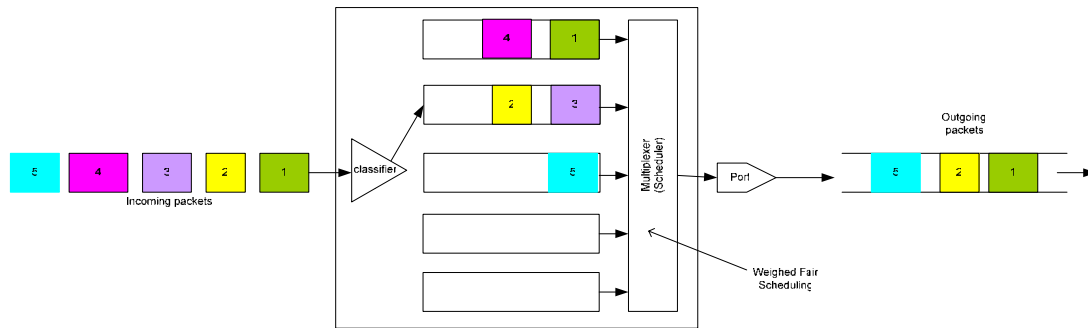 4 1
2 3
Outgoing
packets
classifier
Multiplexer
(Scheduler)
5 4 3 2 1
5
Port
5 2 1
Incoming packets
Weighed Fair
Scheduling